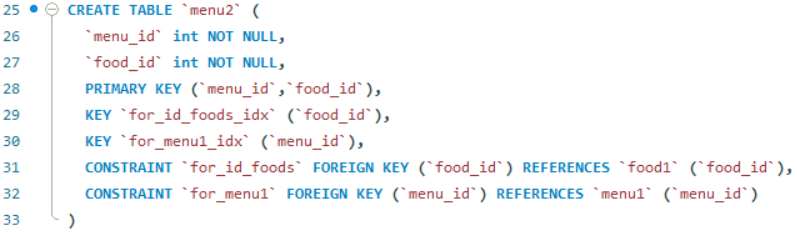 25 CREATE TABLE `menu2` (
26 `menu_id` int NOT NULL,
27 `food_id` int NOT NULL,
28 PRIMARY KEY (`menu_id`,`food_id`),
29 KEY `for_id_foods_idx` (`food_id`),
30 KEY `for_menu1_idx` (`menu_id`),
31 CONSTRAINT `for_id_foods` FOREIGN KEY (`food_id`) REFERENCES `food1` (`food_id`),
32 CONSTRAINT `for_menu1` FOREIGN KEY (`menu_id`) REFERENCES `menu1` (`menu_id`)
33 )